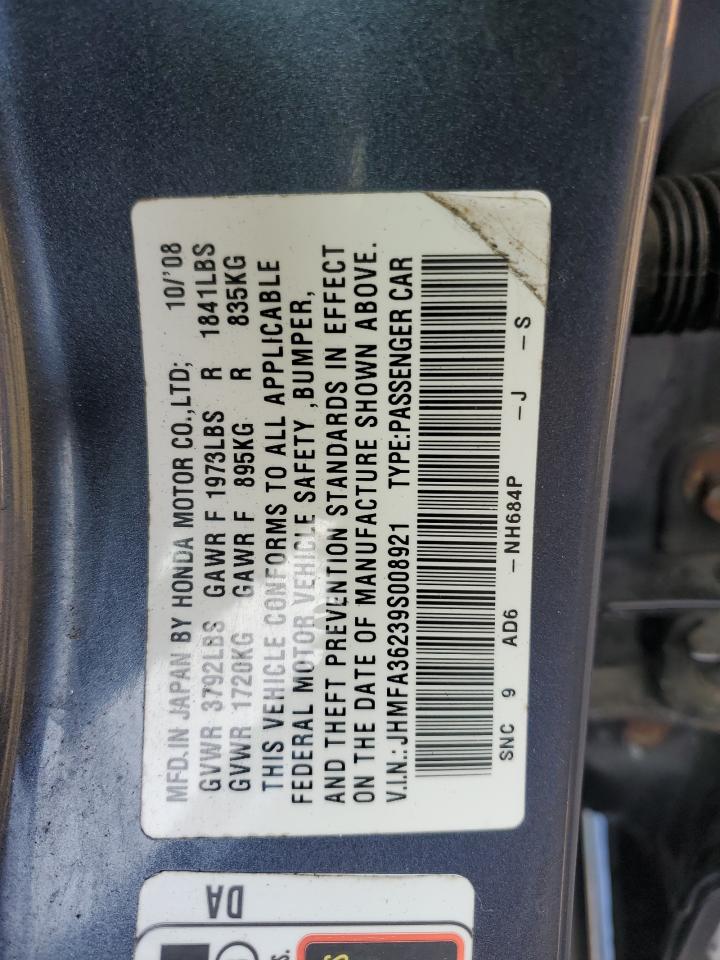 MFD.IN JAPAN BY HONDA MOTOR CO.,LTD; 10/'08
GVWR 3792LBS GAWR F 1973LBS R 1841LBS
GVWR 1720KG GAWR F 895KG R 835KG
THIS VEHICLE CONFORMS TO ALL APPLICABLE
FEDERAL MOTOR VEHICLE SAFETY ,BUMPER,
AND THEFT PREVENTION STANDARDS IN EFFECT
ON THE DATE OF MANUFACTURE SHOWN ABOVE.
V.I.N.: JHMFA36239S008921 TYPE:PASSENGER CAR
SNC 9 AD6 -NH684P -J -S
DA